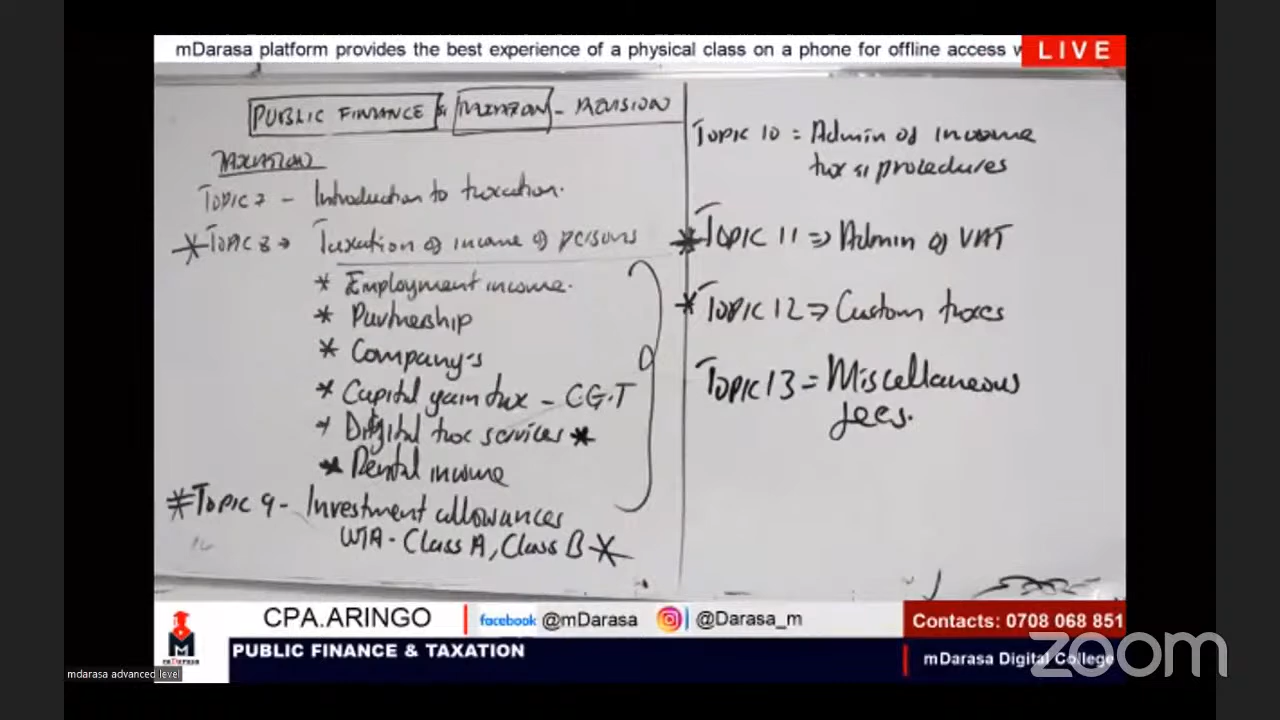 mDarasa platform provides the best experience of a physical class on a phone for offline access w
LIVE
PUBLIC FINANCE & TAXATION - REVISION
TAXATION
TOPIC 7 - Introduction to taxation.
* TOPIC 8 → Taxation of income of persons
* Employment income.
* Partnership
* Company's
* Capital gain tax - C.G.T
* Digital tax services *
* Rental income
* TOPIC 9 - Investment allowances
WTA - Class A, Class B *
TOPIC 10 = Admin of income
tax & procedures
* TOPIC 11 => Admin of VAT
* TOPIC 12 => Custom taxes
TOPIC 13 = Miscellaneous
fees.
CPA.ARINGO
facebook @mDarasa
@Darasa_m
Contacts: 0708 068 851
mDarasa
PUBLIC FINANCE & TAXATION
mDarasa Digital College
zoom
mdarasa advanced level